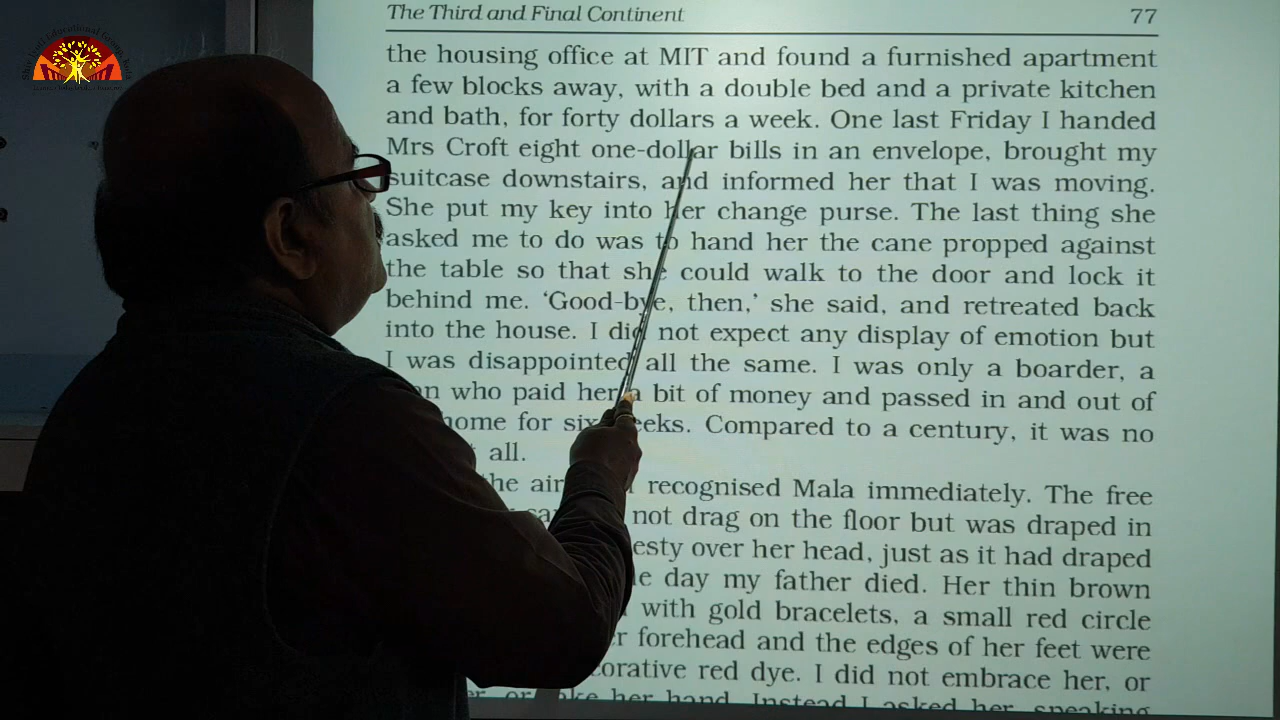 The Third and Final Continent 77
the housing office at MIT and found a furnished apartment
a few blocks away, with a double bed and a private kitchen
and bath, for forty dollars a week. One last Friday I handed
Mrs Croft eight one-dollar bills in an envelope, brought my
suitcase downstairs, and informed her that I was moving.
She put my key into her change purse. The last thing she
asked me to do was to hand her the cane propped against
the table so that she could walk to the door and lock it
behind me. ‘Good-bye, then,’ she said, and retreated back
into the house. I did not expect any display of emotion but
I was disappointed all the same. I was only a boarder, a
who paid her a bit of money and passed in and out of
home for six weeks. Compared to a century, it was no
all.
the recognised Mala immediately. The free
not drag on the floor but was draped in
over her head, just as it had draped
day my father died. Her thin brown
with gold bracelets, a small red circle
forehead and the edges of her feet were
red dye. I did not embrace her, or
or her hand. Instead I asked her, speaking